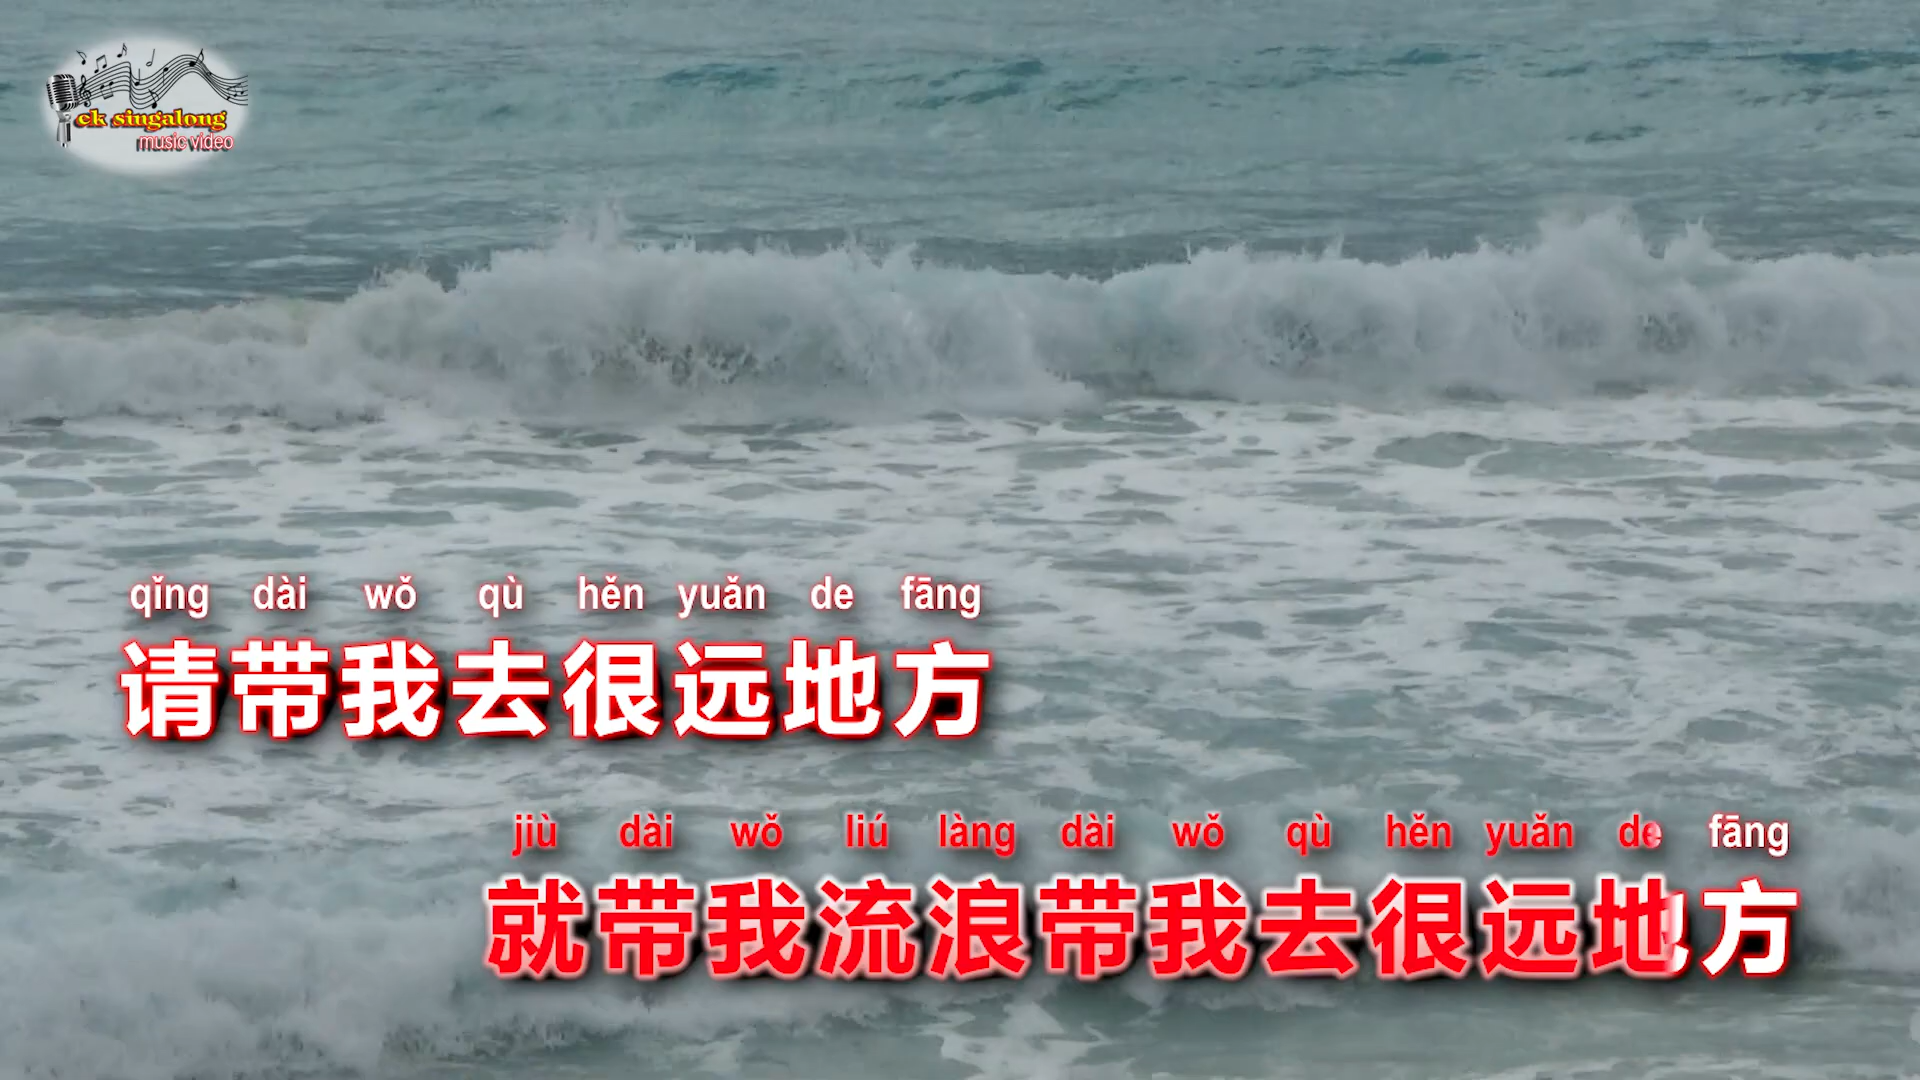 ck singalong
music video
qǐng dài wǒ qù hěn yuǎn de fāng
请带我去很远地方
jiù dài wǒ liú làng dài wǒ qù hěn yuǎn de fāng
就带我流浪带我去很远地方